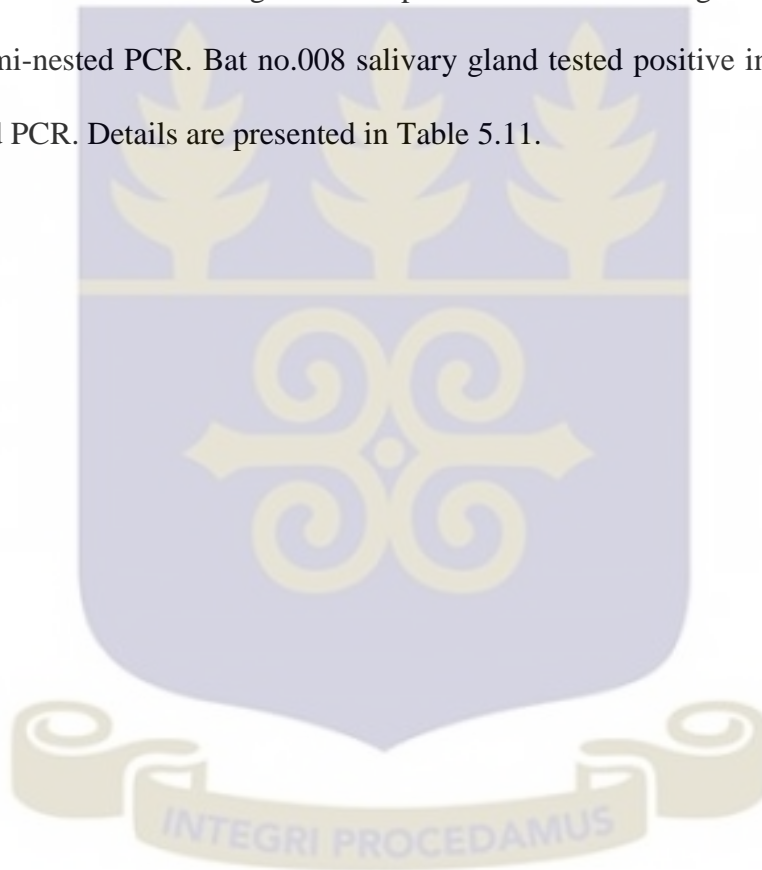 mi-nested PCR. Bat no.008 salivary gland tested positive in
PCR. Details are presented in Table 5.11.
INTEGRI PROCEDAMUS